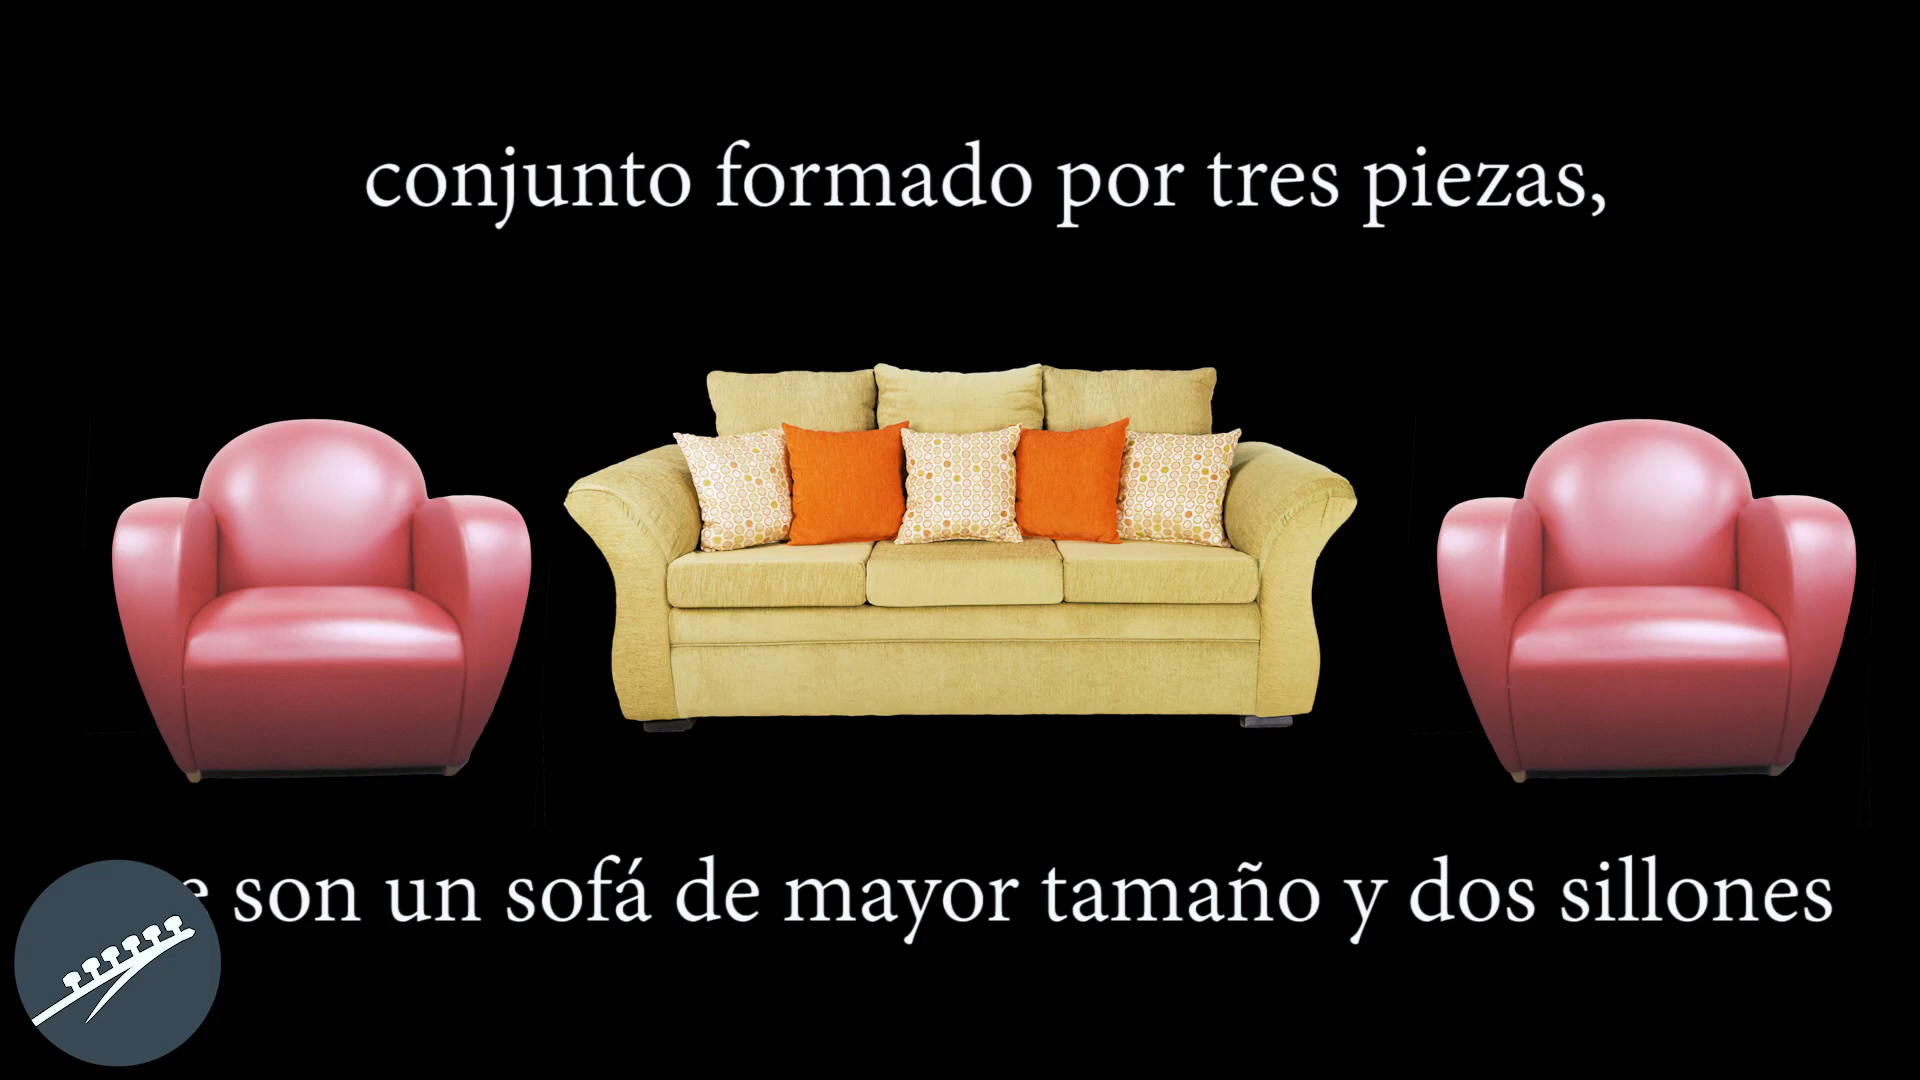 conjunto formado por tres piezas,
son un sofá de mayor tamaño y dos sillones